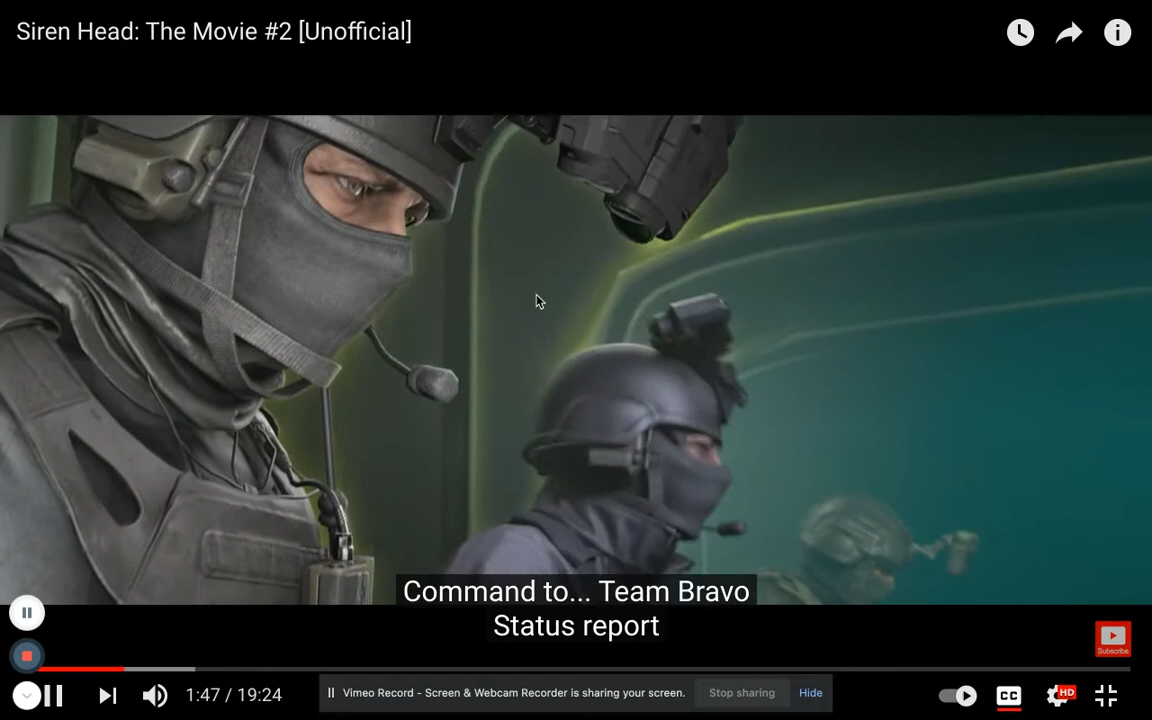 Siren Head: The Movie #2 [Unofficial]
Command to... Team Bravo
Status report
Subscribe
1:47 / 19:24
Vimeo Record - Screen & Webcam Recorder is sharing your screen.
Stop sharing
Hide
CC
HD